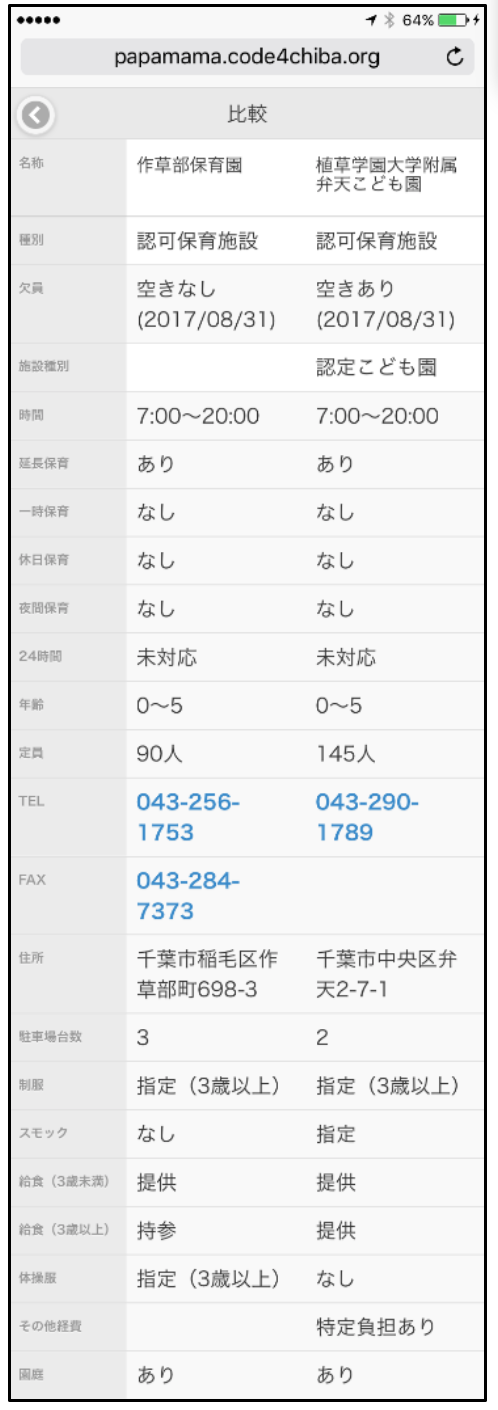 64%
papamama.code4chiba.org
比較
名称 作草部保育園 植草学園大学附属
弁天こども園
種別 認可保育施設 認可保育施設
欠員 空きなし 空きあり
(2017/08/31) (2017/08/31)
施設種別 認定こども園
時間 7:00〜20:00 7:00〜20:00
延長保育 あり あり
一時保育 なし なし
休日保育 なし なし
夜間保育 なし なし
24時間 未対応 未対応
年齢 0〜5 0〜5
定員 90人 145人
TEL 043-256- 043-290-
1753 1789
FAX 043-284-
7373
住所 千葉市稲毛区作 千葉市中央区弁
草部町698-3 天2-7-1
駐車場台数 3 2
制服 指定（3歳以上） 指定（3歳以上）
スモック なし 指定
給食（3歳未満） 提供 提供
給食（3歳以上） 持参 提供
体操服 指定（3歳以上） なし
その他経費 特定負担あり
園庭 あり あり